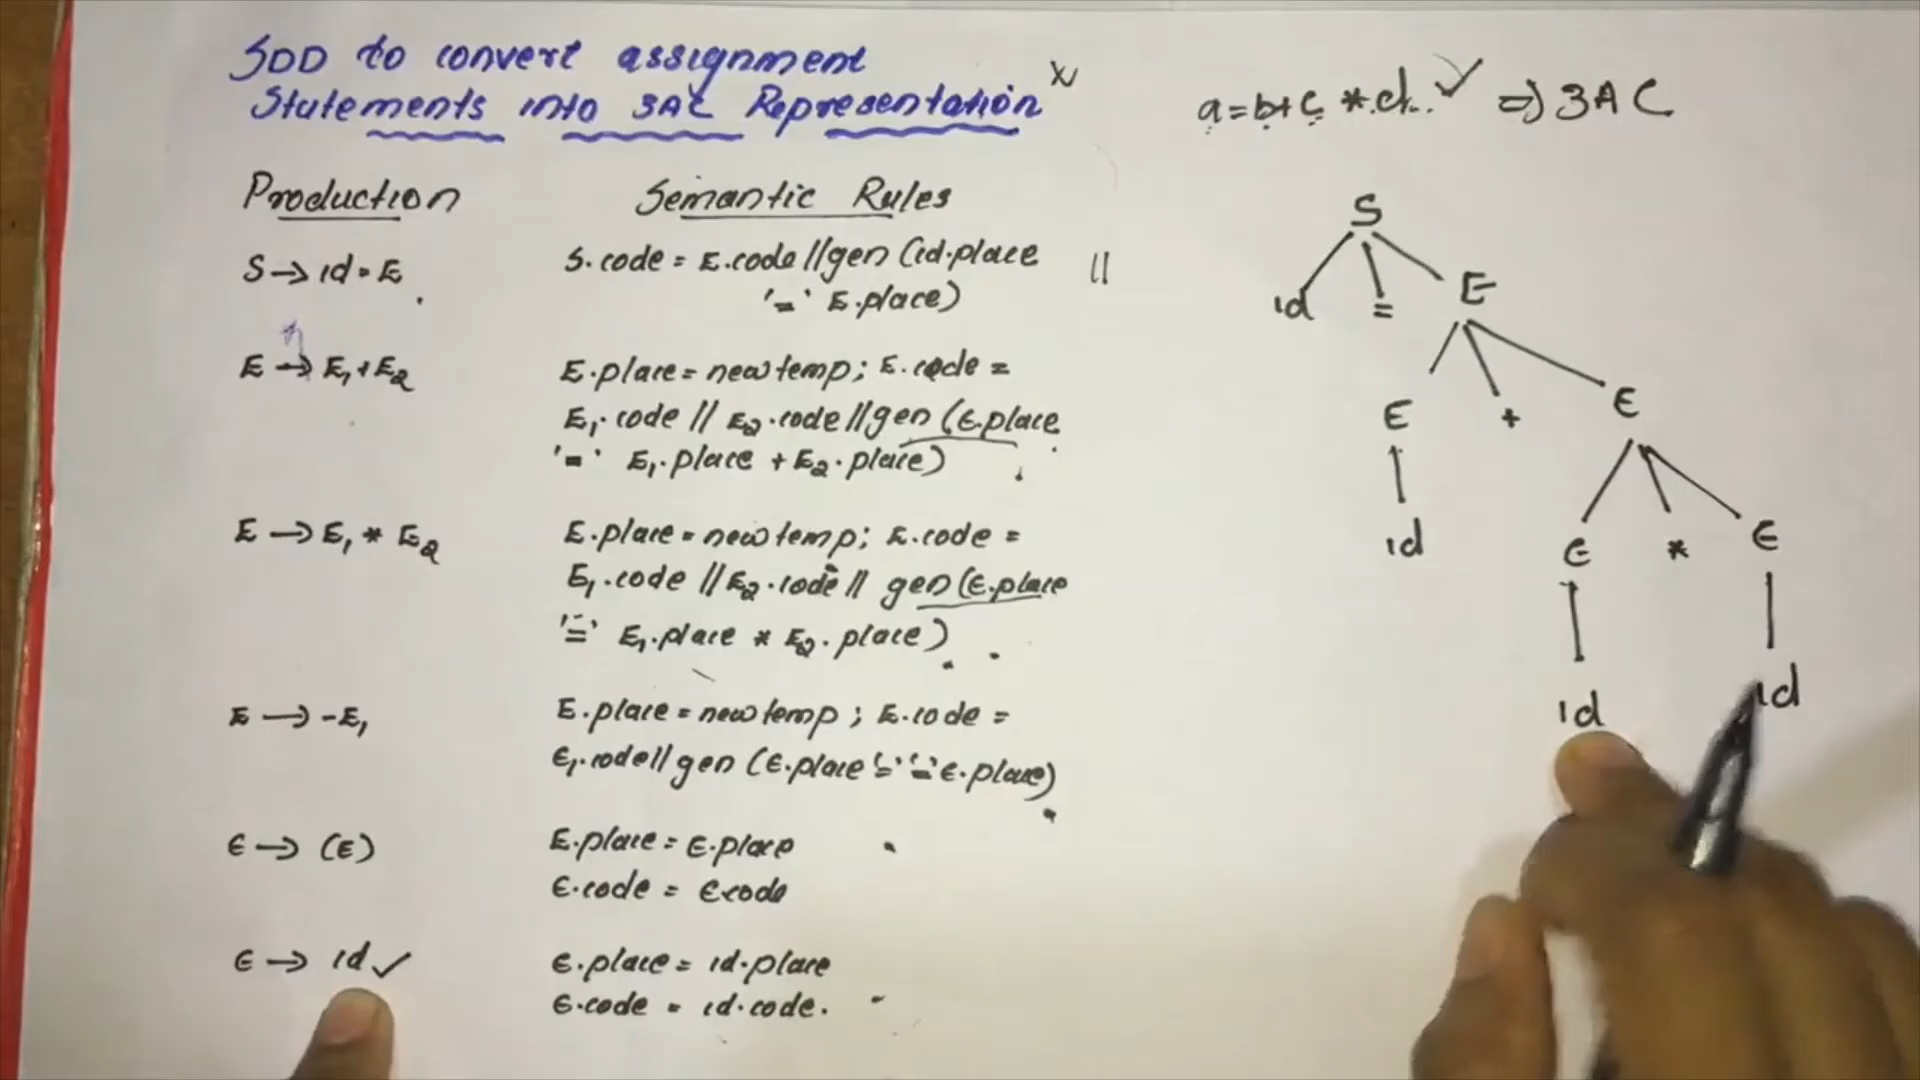 SDD to convert assignment
Statements into 3AC Representation
a=b+c *d.. ✓ => 3 A C
Production Semantic Rules
S → id = E S.code = E.code // gen (id.place
'=' E.place) //
E → E1 + E2 E.place = newtemp; E.code =
E1.code // E2.code // gen (E.place
'=' E1.place + E2.place)
E → E1 * E2 E.place = newtemp; E.code =
E1.code // E2.code // gen (E.place
'=' E1.place * E2.place)
E → -E1 E.place = newtemp; E.code =
E1.code // gen (E.place '=' '-' E.place)
E → (E) E.place = E.place
E.code = E.code
E → id ✓ E.place = id.place
E.code = id.code.
S
id = E
E + E
id E * E
id id